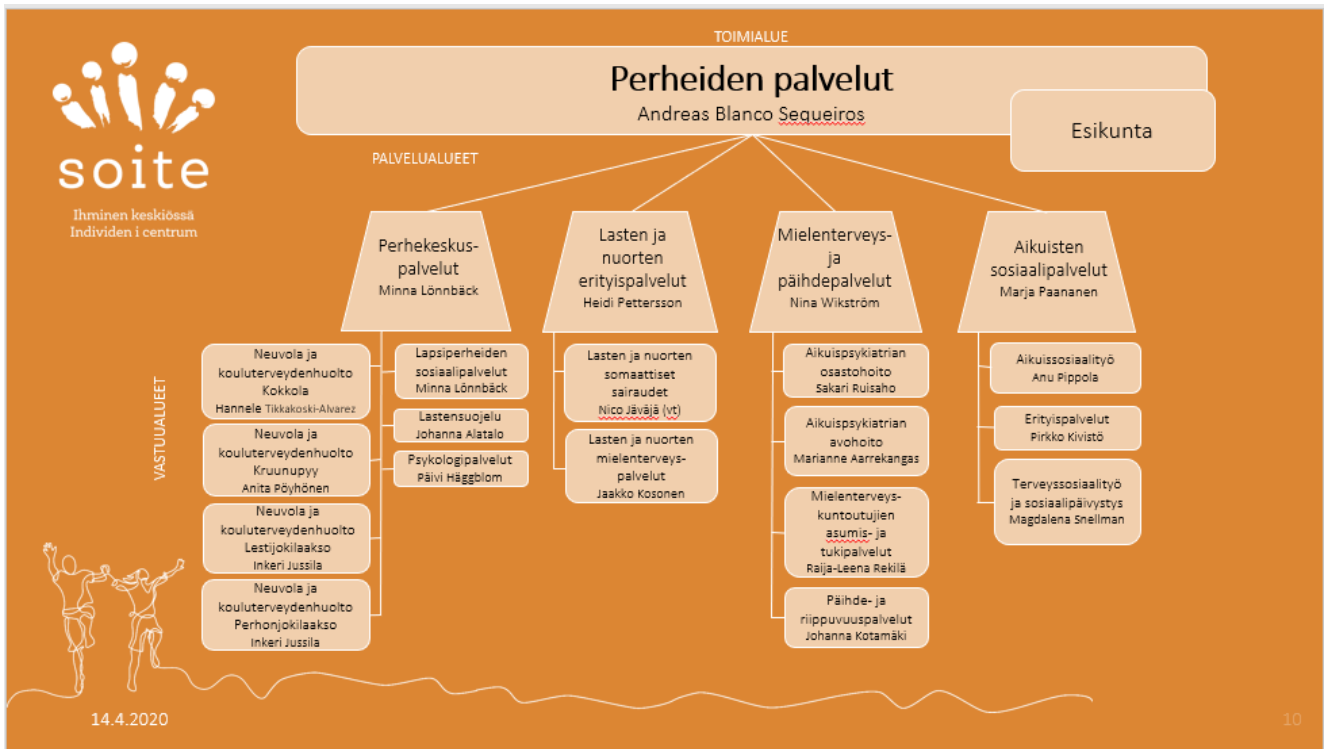 TOIMIALUE
Perheiden palvelut
Andreas Blanco Sequeiros
Esikunta
soite
Ihminen keskiössä
Individen i centrum
PALVELUALUEET
Perhekeskus-
palvelut
Minna Lönnbäck
Lasten ja
nuorten
erityispalvelut
Heidi Pettersson
Mielenterveys-
ja
päihdepalvelut
Nina Wikström
Aikuisten
sosiaalipalvelut
Marja Paananen
VASTUUALUEET
Neuvola ja
kouluterveydenhuolto
Kokkola
Hannele Tikkakoski-Alvarez
Neuvola ja
kouluterveydenhuolto
Kruunupyy
Anita Pöyhönen
Neuvola ja
kouluterveydenhuolto
Lestijokilaakso
Inkeri Jussila
Neuvola ja
kouluterveydenhuolto
Perhonjokilaakso
Inkeri Jussila
Lapsiperheiden
sosiaalipalvelut
Minna Lönnbäck
Lastensuojelu
Johanna Alatalo
Psykologipalvelut
Päivi Häggblom
Lasten ja nuorten
somaattiset
sairaudet
Nico Jäväjä (vt)
Lasten ja nuorten
mielenterveys-
palvelut
Jaakko Kosonen
Aikuispsykiatrian
osastohoito
Sakari Ruisaho
Aikuispsykiatrian
avohoito
Marianne Aarrekangas
Mielenterveys-
kuntoutujien
asumis- ja
tukipalvelut
Raija-Leena Rekilä
Päihde- ja
riippuvuuspalvelut
Johanna Kotamäki
Aikuissosiaalityö
Anu Pippola
Erityispalvelut
Pirkko Kivistö
Terveyssosiaalityö
ja sosiaalipäivystys
Magdalena Snellman
14.4.2020
10